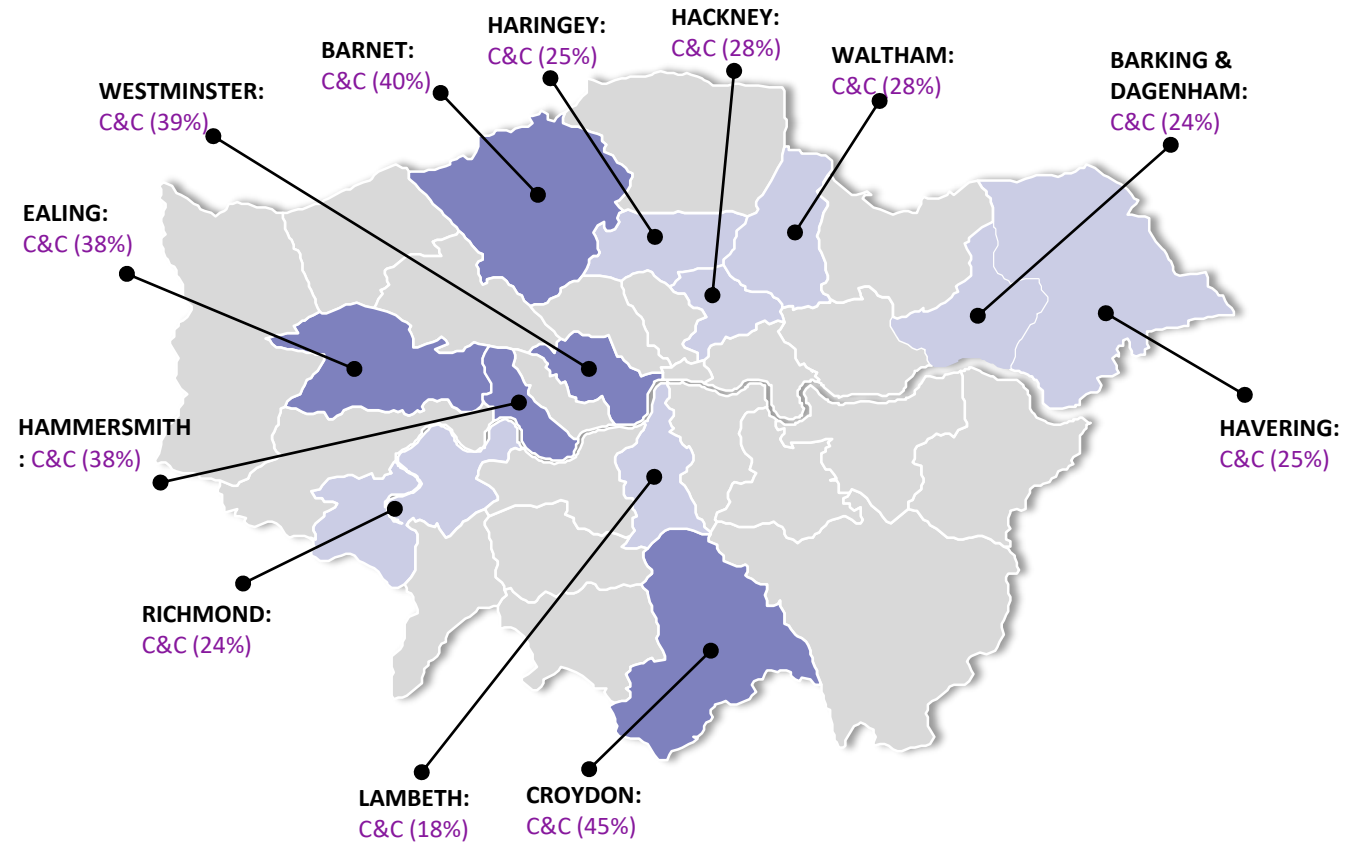 HACKNEY:
C&C (28%)
HARINGEY:
C&C (25%)
BARNET:
C&C (40%)
WALTHAM:
C&C (28%)
BARKING &
DAGENHAM:
C&C (24%)
WESTMINSTER:
C&C (39%)
EALING:
C&C (38%)
HAMMERSMITH
: C&C (38%)
HAVERING:
C&C (25%)
RICHMOND:
C&C (24%)
LAMBETH:
C&C (18%)
CROYDON:
C&C (45%)